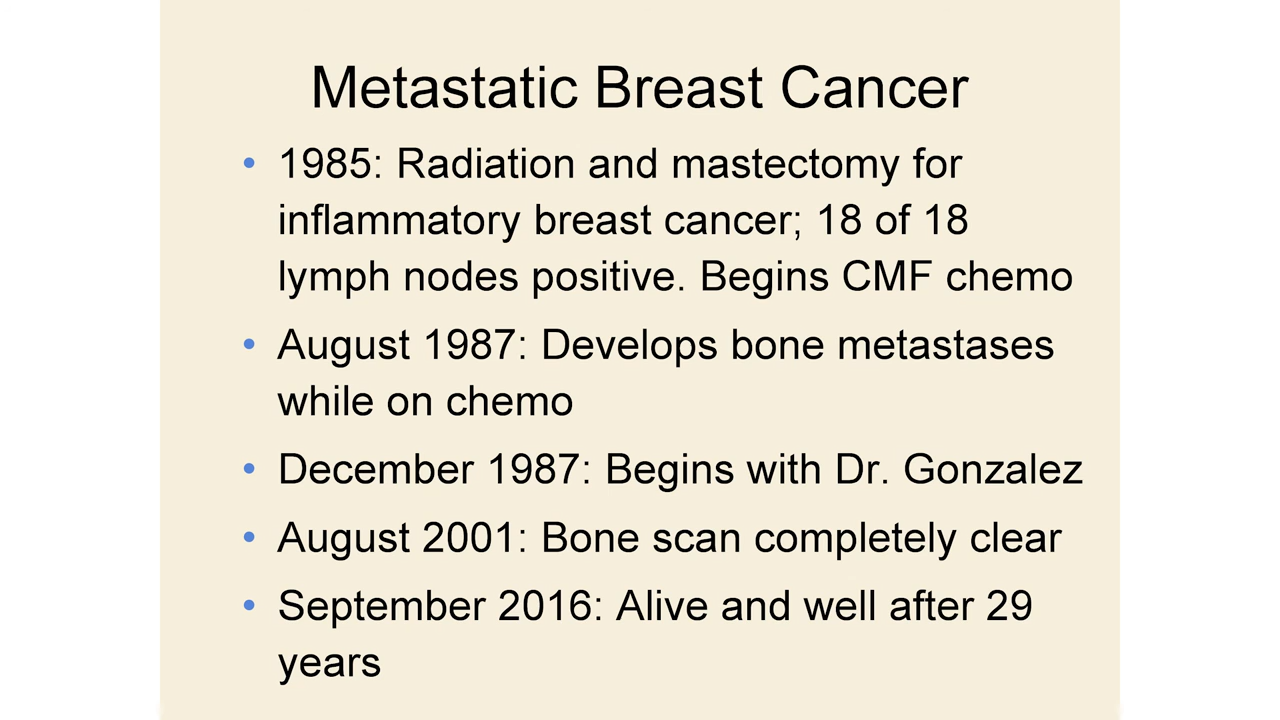 Metastatic Breast Cancer
• 1985: Radiation and mastectomy for
inflammatory breast cancer; 18 of 18
lymph nodes positive. Begins CMF chemo
• August 1987: Develops bone metastases
while on chemo
• December 1987: Begins with Dr. Gonzalez
• August 2001: Bone scan completely clear
• September 2016: Alive and well after 29
years